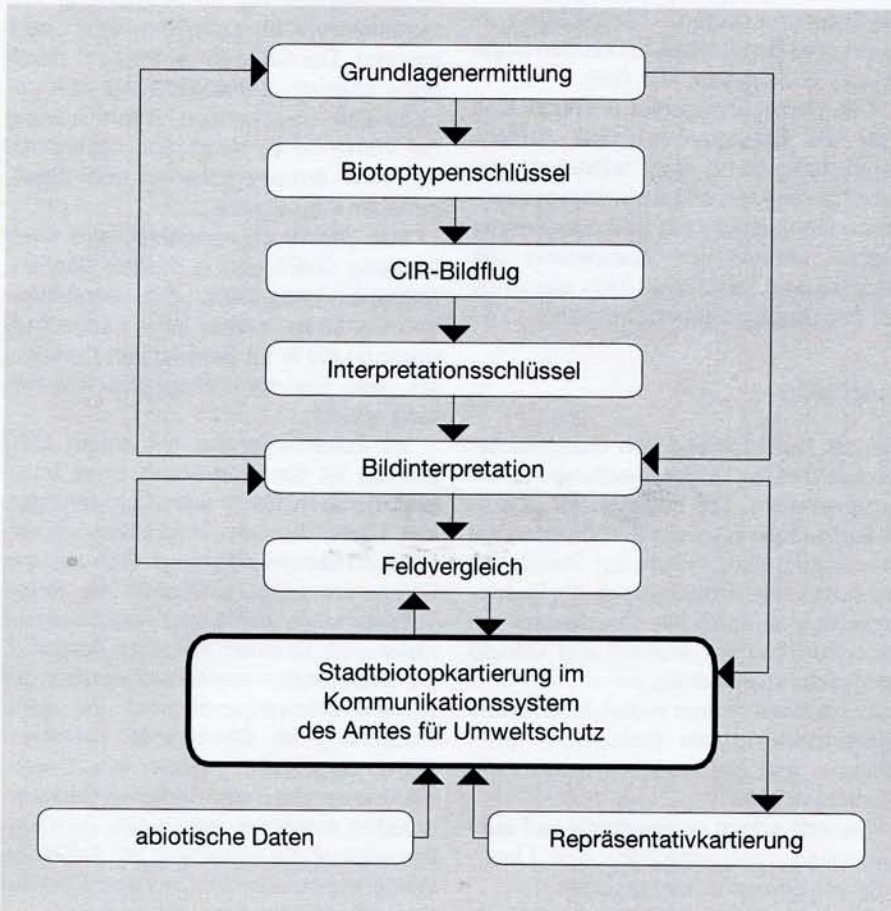 Grundlagenermittlung
Biotoptypenschlüssel
CIR-Bildflug
Interpretationsschlüssel
Bildinterpretation
Feldvergleich
Stadtbiotopkartierung im
Kommunikationssystem
des Amtes für Umweltschutz
abiotische Daten
Repräsentativkartierung